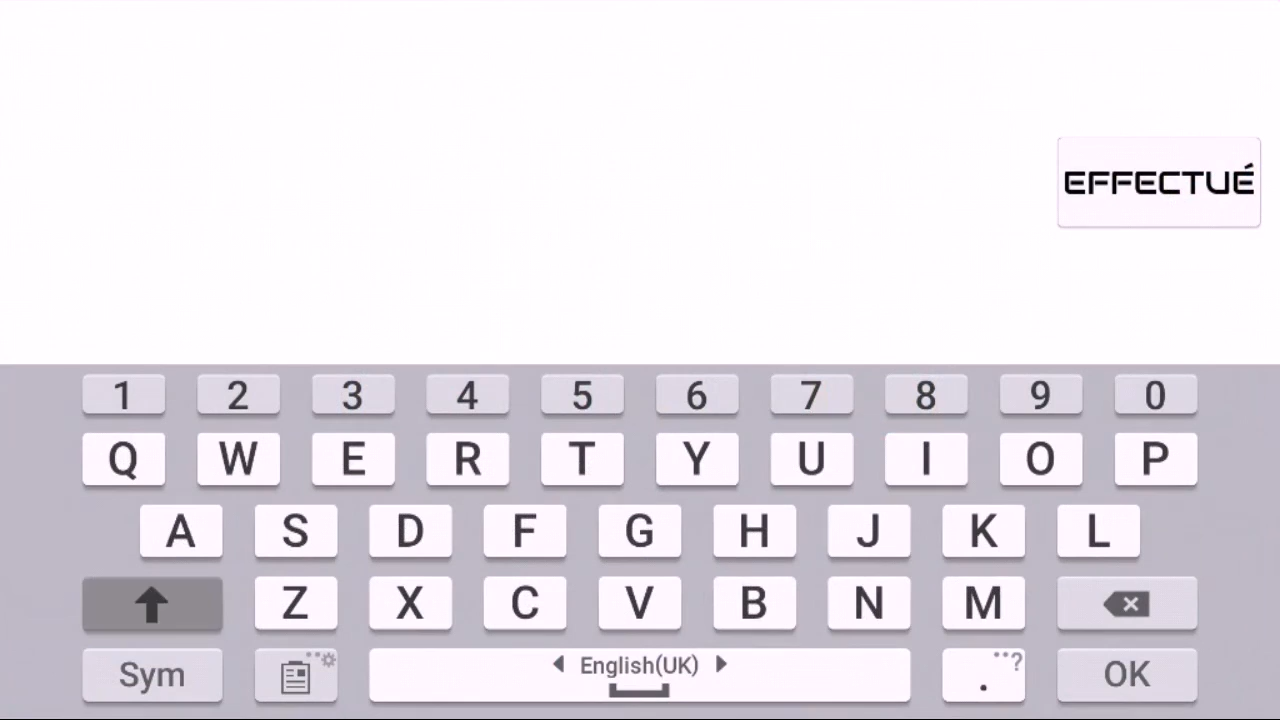 EFFECTUÉ
1 2 3 4 5 6 7 8 9 0
Q W E R T Y U I O P
A S D F G H J K L
Z X C V B N M
Sym English(UK) . ? OK